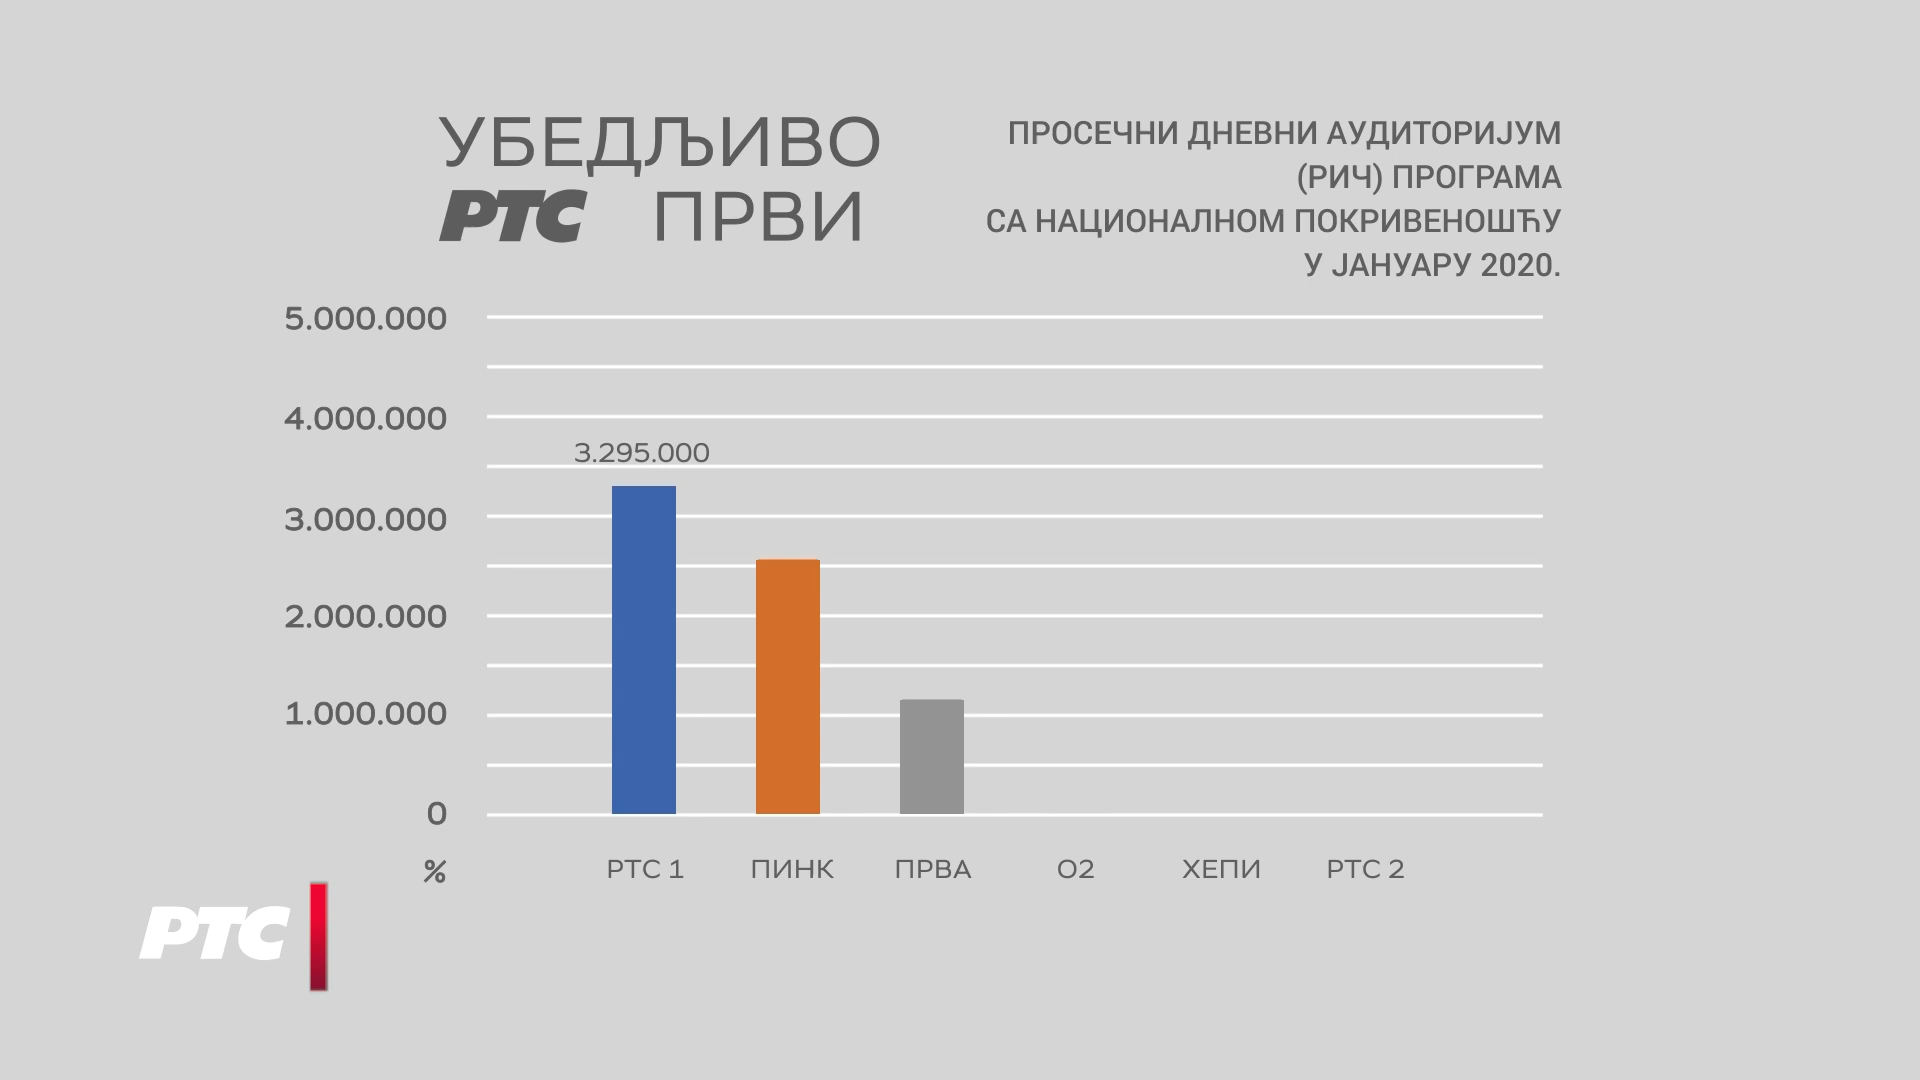 УБЕДЉИВО
РТС ПРВИ
ПРОСЕЧНИ ДНЕВНИ АУДИТОРИЈУМ
(РИЧ) ПРОГРАМА
СА НАЦИОНАЛНОМ ПОКРИВЕНОШЋУ
У ЈАНУАРУ 2020.
5.000.000
4.000.000
3.295.000
3.000.000
2.000.000
1.000.000
0
% РТС 1 ПИНК ПРВА О2 ХЕПИ РТС 2
РТС